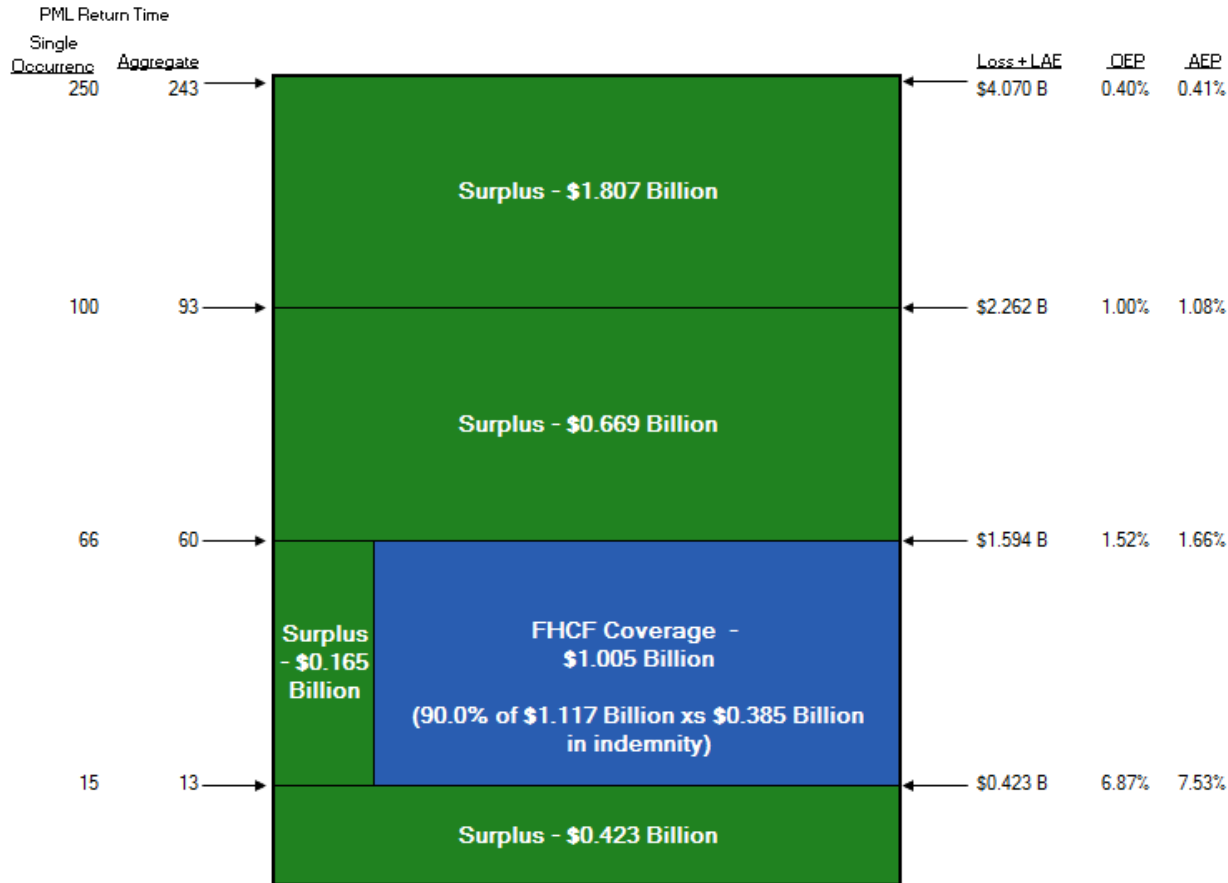 PML Return Time
Single
Occurrenc Aggregate Loss + LAE OEP AEP
250 243 $4.070 B 0.40% 0.41%
Surplus - $1.807 Billion
100 93 $2.262 B 1.00% 1.08%
Surplus - $0.669 Billion
66 60 $1.594 B 1.52% 1.66%
Surplus
- $0.165
Billion
FHCF Coverage -
$1.005 Billion
(90.0% of $1.117 Billion xs $0.385 Billion
in indemnity)
15 13 $0.423 B 6.87% 7.53%
Surplus - $0.423 Billion